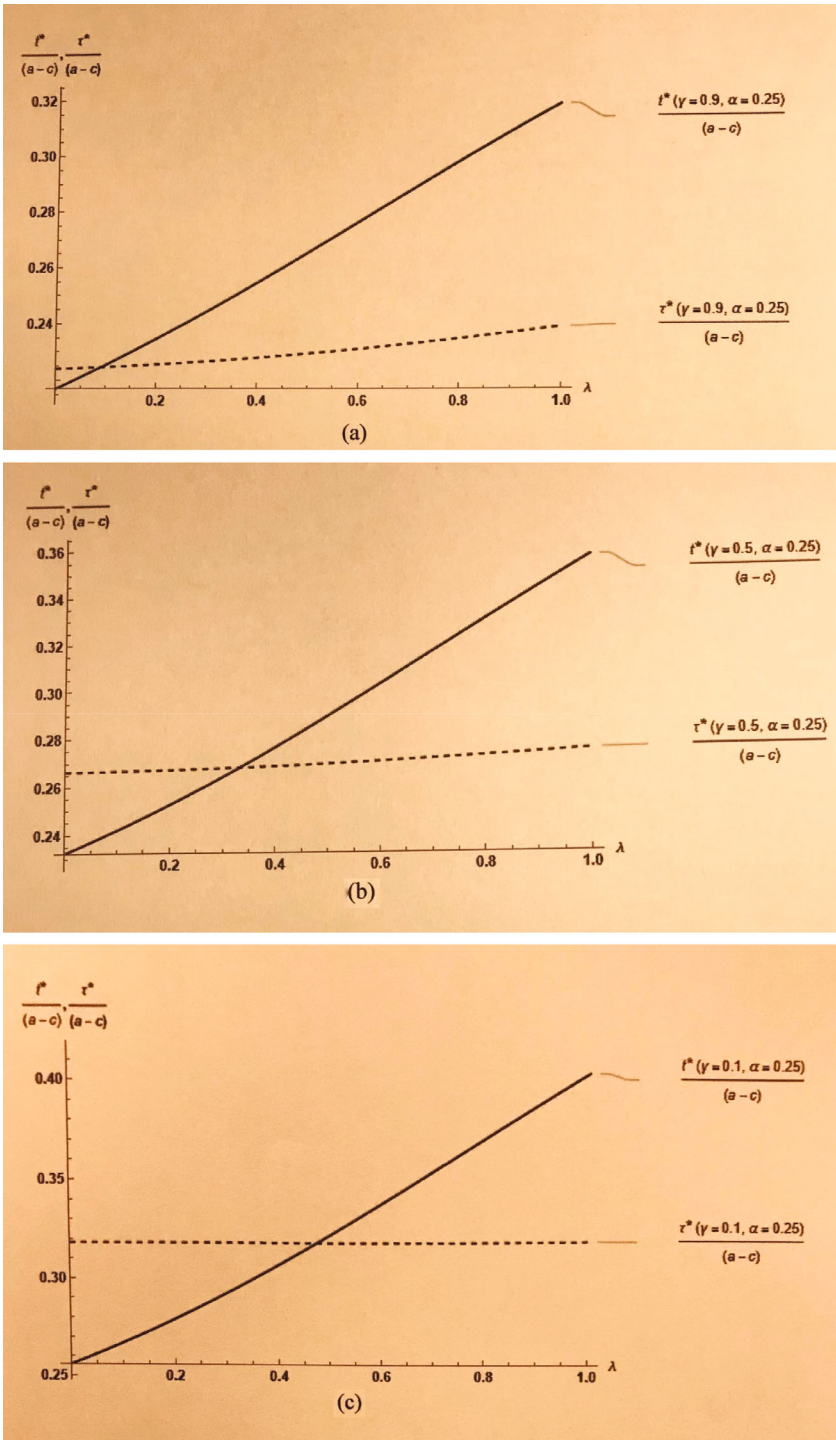 t* τ*
(a – c) , (a – c)
0.32
0.30
0.28
0.26
0.24
0.2 0.4 0.6 0.8 1.0 λ
t* (γ = 0.9, α = 0.25)
(a – c)
τ* (γ = 0.9, α = 0.25)
(a – c)
(a)
t* τ*
(a – c) , (a – c)
0.36
0.34
0.32
0.30
0.28
0.26
0.24
0.2 0.4 0.6 0.8 1.0 λ
t* (γ = 0.5, α = 0.25)
(a – c)
τ* (γ = 0.5, α = 0.25)
(a – c)
(b)
t* τ*
(a – c) , (a – c)
0.40
0.35
0.30
0.25
0.2 0.4 0.6 0.8 1.0 λ
t* (γ = 0.1, α = 0.25)
(a – c)
τ* (γ = 0.1, α = 0.25)
(a – c)
(c)